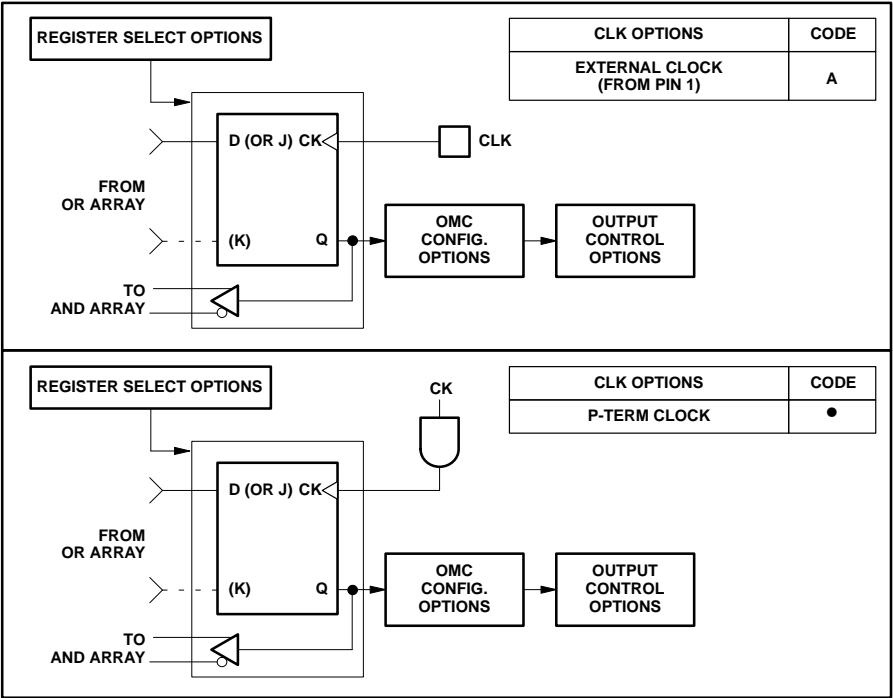 REGISTER SELECT OPTIONS
CLK OPTIONS CODE
EXTERNAL CLOCK
(FROM PIN 1)
A
D (OR J) CK
CLK
FROM
OR ARRAY
(K) Q
OMC
CONFIG.
OPTIONS
OUTPUT
CONTROL
OPTIONS
TO
AND ARRAY
REGISTER SELECT OPTIONS
CK
CLK OPTIONS CODE
P-TERM CLOCK ●
D (OR J) CK
FROM
OR ARRAY
(K) Q
OMC
CONFIG.
OPTIONS
OUTPUT
CONTROL
OPTIONS
TO
AND ARRAY